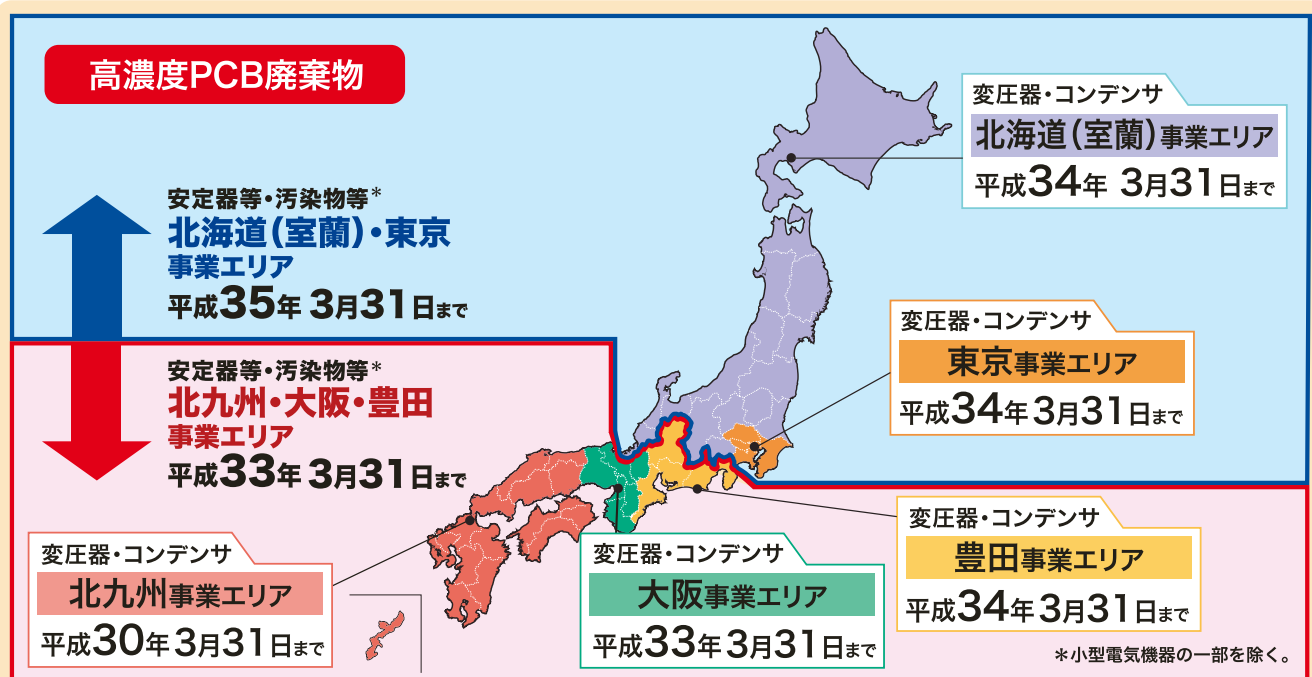 高濃度PCB廃棄物
安定器等・汚染物等*
北海道(室蘭)・東京
事業エリア
平成35年 3月31日まで
安定器等・汚染物等*
北九州・大阪・豊田
事業エリア
平成33年 3月31日まで
変圧器・コンデンサ
北海道(室蘭)事業エリア
平成34年 3月31日まで
変圧器・コンデンサ
東京事業エリア
平成34年3月31日まで
変圧器・コンデンサ
豊田事業エリア
平成34年3月31日まで
変圧器・コンデンサ
大阪事業エリア
平成33年3月31日まで
変圧器・コンデンサ
北九州事業エリア
平成30年3月31日まで
*小型電気機器の一部を除く。